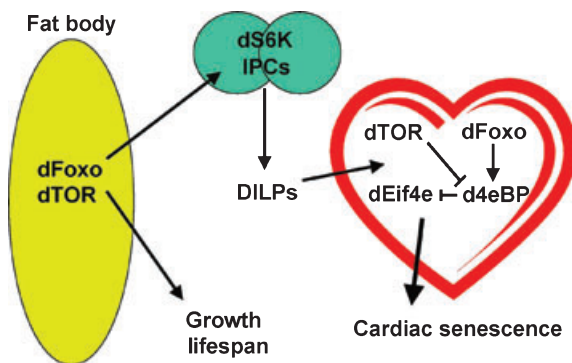 Fat body
dS6K
IPCs
dTOR dFoxo
dFoxo
dTOR
DILPs
dEif4e d4eBP
Growth
lifespan
Cardiac senescence